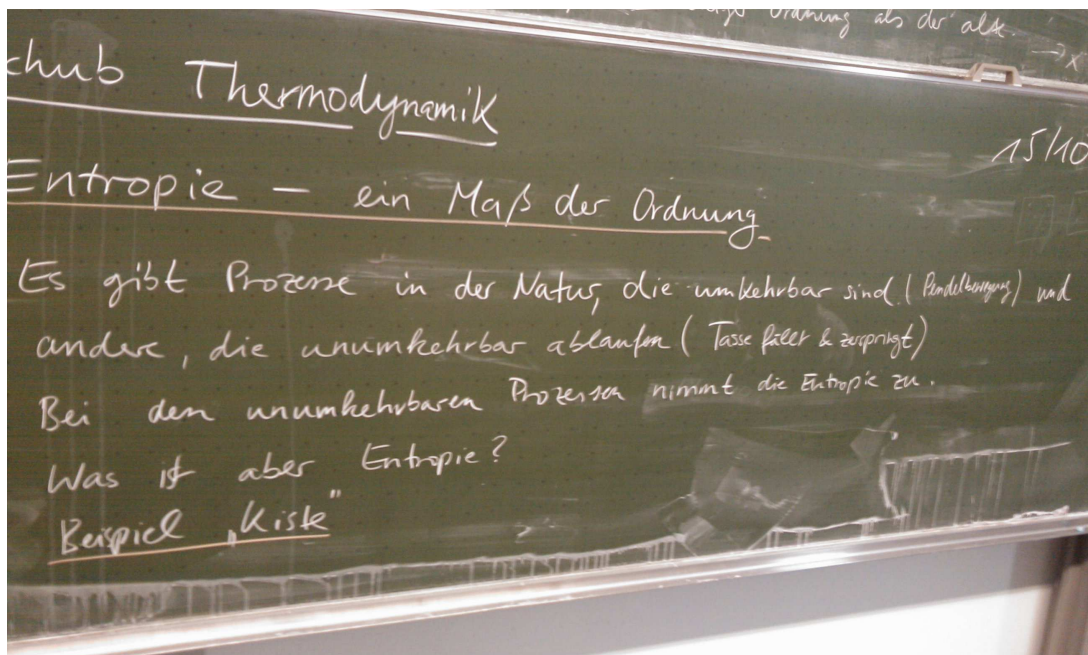 Ordnung als der alte.
→ x
chub Thermodynamik
15/10
Entropie – ein Maß der Ordnung
Es gibt Prozesse in der Natur, die umkehrbar sind (Pendelbewegung) und
andere, die unumkehrbar ablaufen (Tasse fällt & zerspringt)
Bei den unumkehrbaren Prozessen nimmt die Entropie zu.
Was ist aber Entropie?
Beispiel „Kiste"